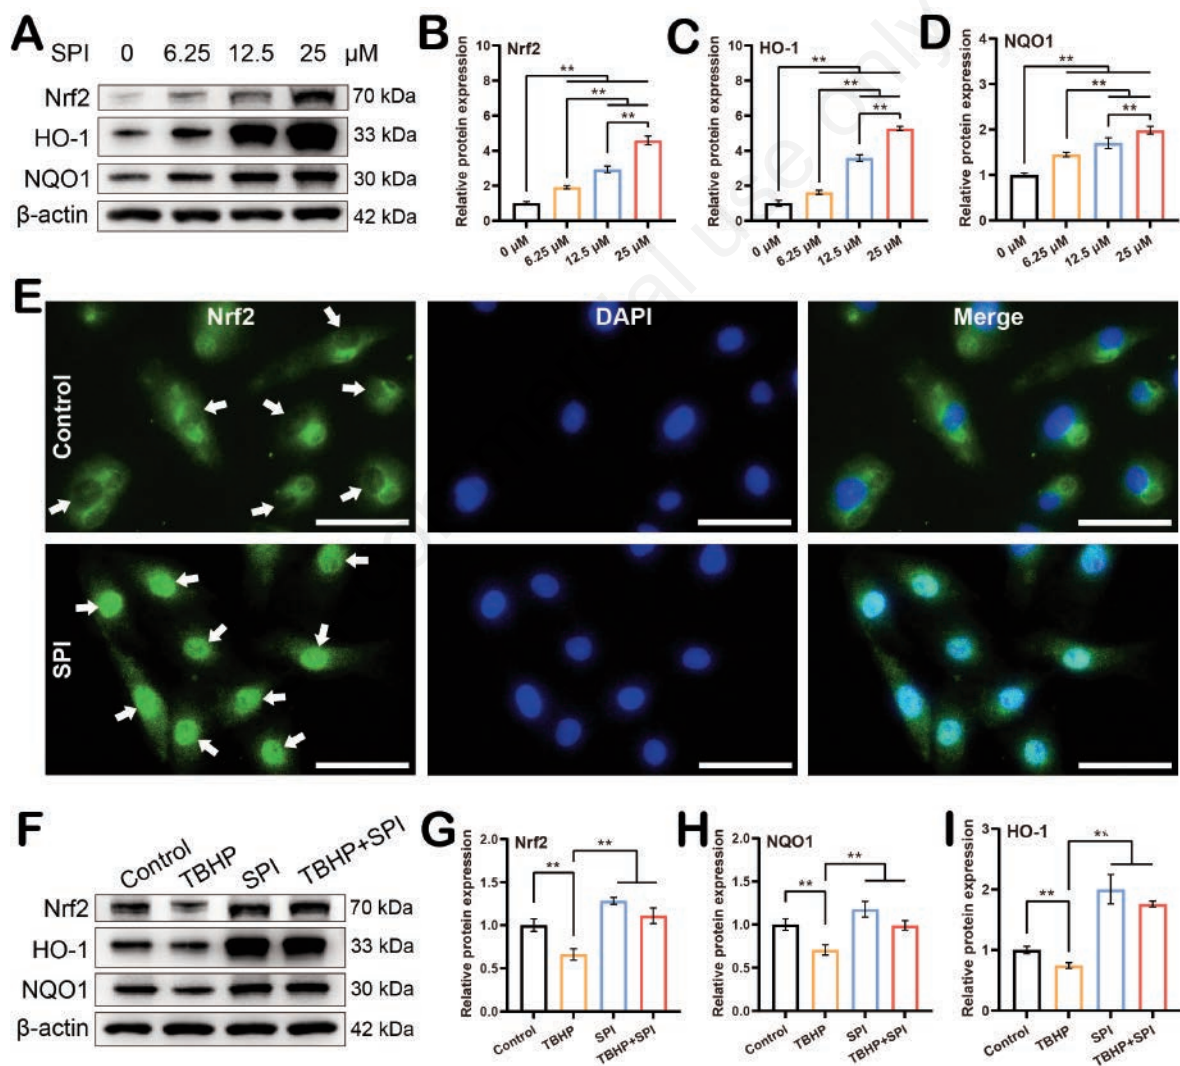 A
SPI 0 6.25 12.5 25 μM
Nrf2 70 kDa
HO-1 33 kDa
NQO1 30 kDa
β-actin 42 kDa
B
Nrf2
Relative protein expression
10
8
6
4
2
0
**
**
**
0 μM
6.25 μM
12.5 μM
25 μM
C
HO-1
Relative protein expression
10
8
6
4
2
0
**
**
**
0 μM
6.25 μM
12.5 μM
25 μM
D
NQO1
Relative protein expression
4
3
2
1
0
**
**
**
0 μM
6.25 μM
12.5 μM
25 μM
E
Nrf2 DAPI Merge
Control
SPI
F
Control TBHP SPI TBHP+SPI
Nrf2 70 kDa
HO-1 33 kDa
NQO1 30 kDa
β-actin 42 kDa
G
Nrf2
Relative protein expression
2.0
1.5
1.0
0.5
0.0
**
**
Control
TBHP
SPI
TBHP+SPI
H
NQO1
Relative protein expression
2.0
1.5
1.0
0.5
0.0
**
**
Control
TBHP
SPI
TBHP+SPI
I
HO-1
Relative protein expression
3
2
1
0
**
**
Control
TBHP
SPI
TBHP+SPI